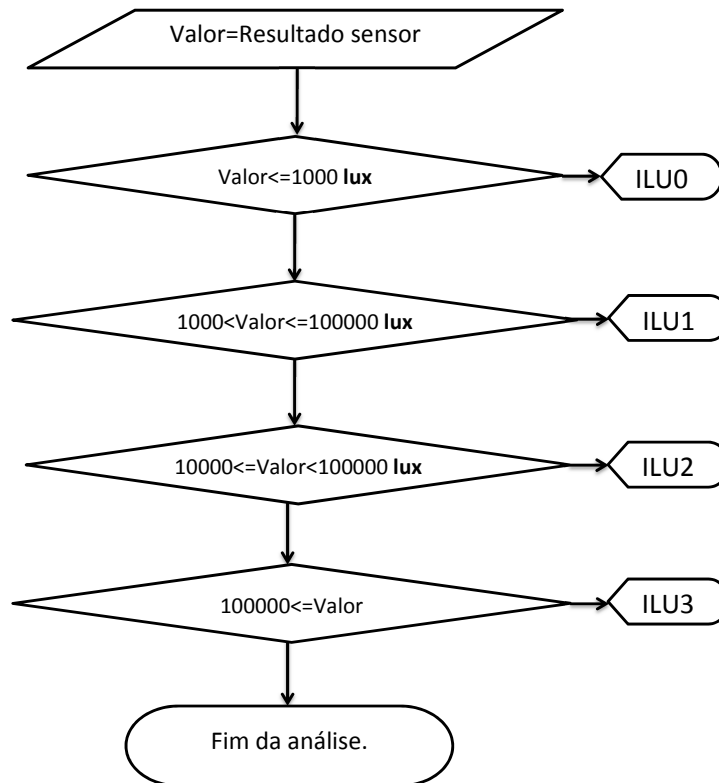 Valor=Resultado sensor
Valor<=1000 lux
ILU0
1000<Valor<=100000 lux
ILU1
10000<=Valor<100000 lux
ILU2
100000<=Valor
ILU3
Fim da análise.